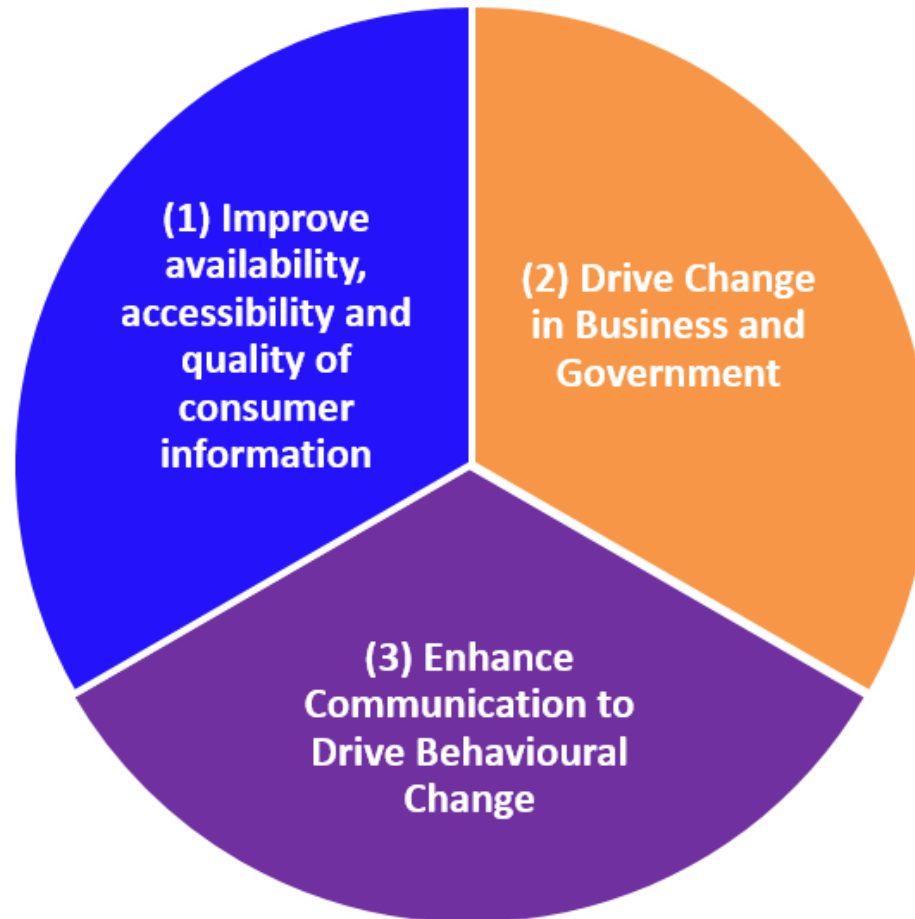 (1) Improve
availability,
accessibility and
quality of
consumer
information
(2) Drive Change
in Business and
Government
(3) Enhance
Communication to
Drive Behavioural
Change